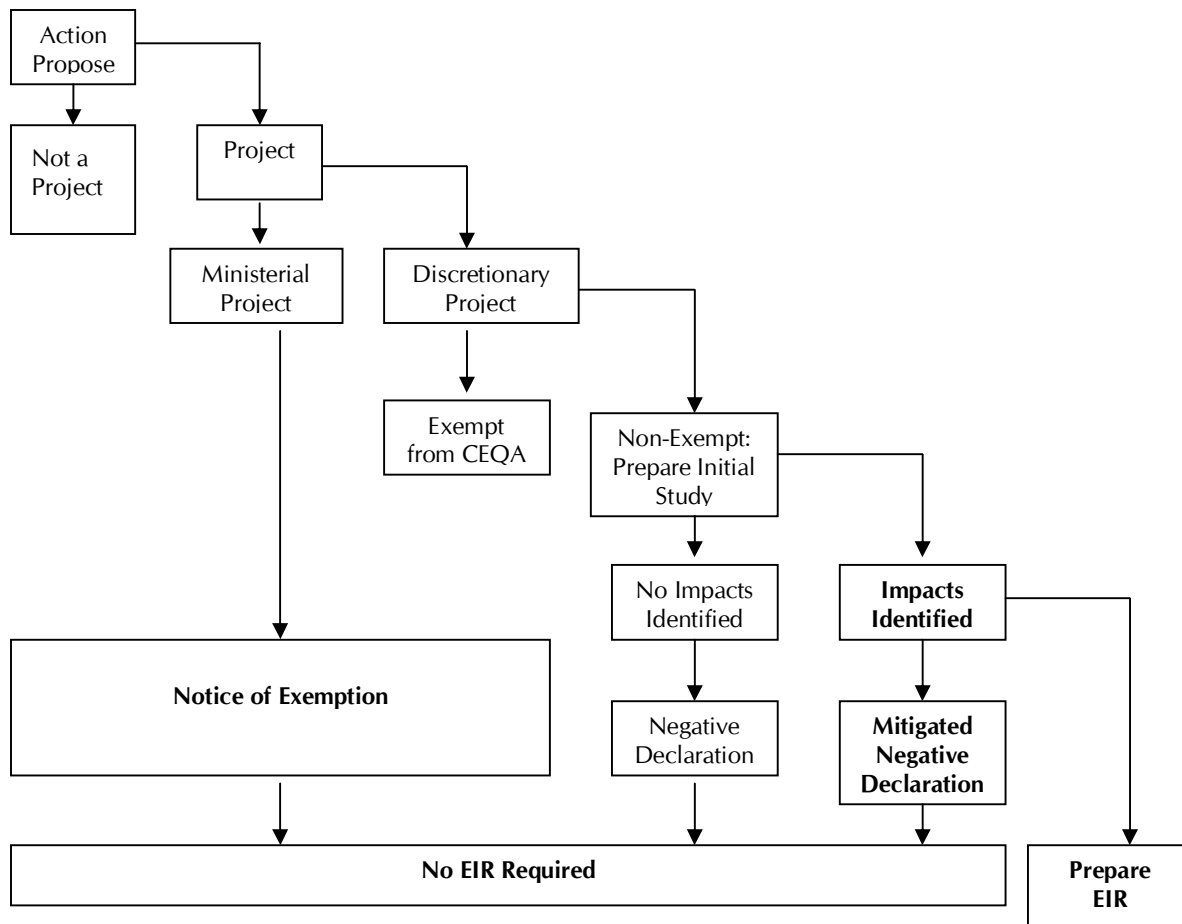 Action
Propose
Not a
Project
Project
Ministerial
Project
Discretionary
Project
Exempt
from CEQA
Non-Exempt:
Prepare Initial
Study
No Impacts
Identified
Impacts
Identified
Notice of Exemption
Negative
Declaration
Mitigated
Negative
Declaration
No EIR Required
Prepare
EIR